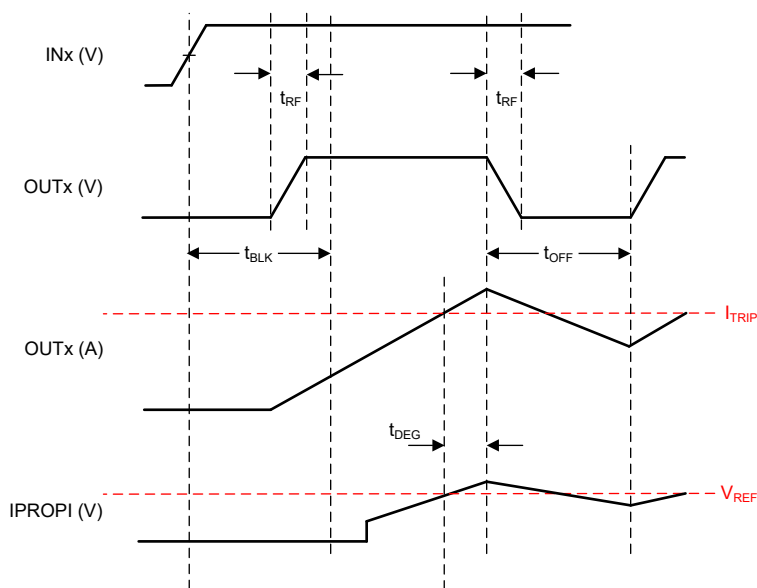 INx (V)
tRF
tRF
OUTx (V)
tBLK
tOFF
ITRIP
OUTx (A)
tDEG
VREF
IPROPI (V)